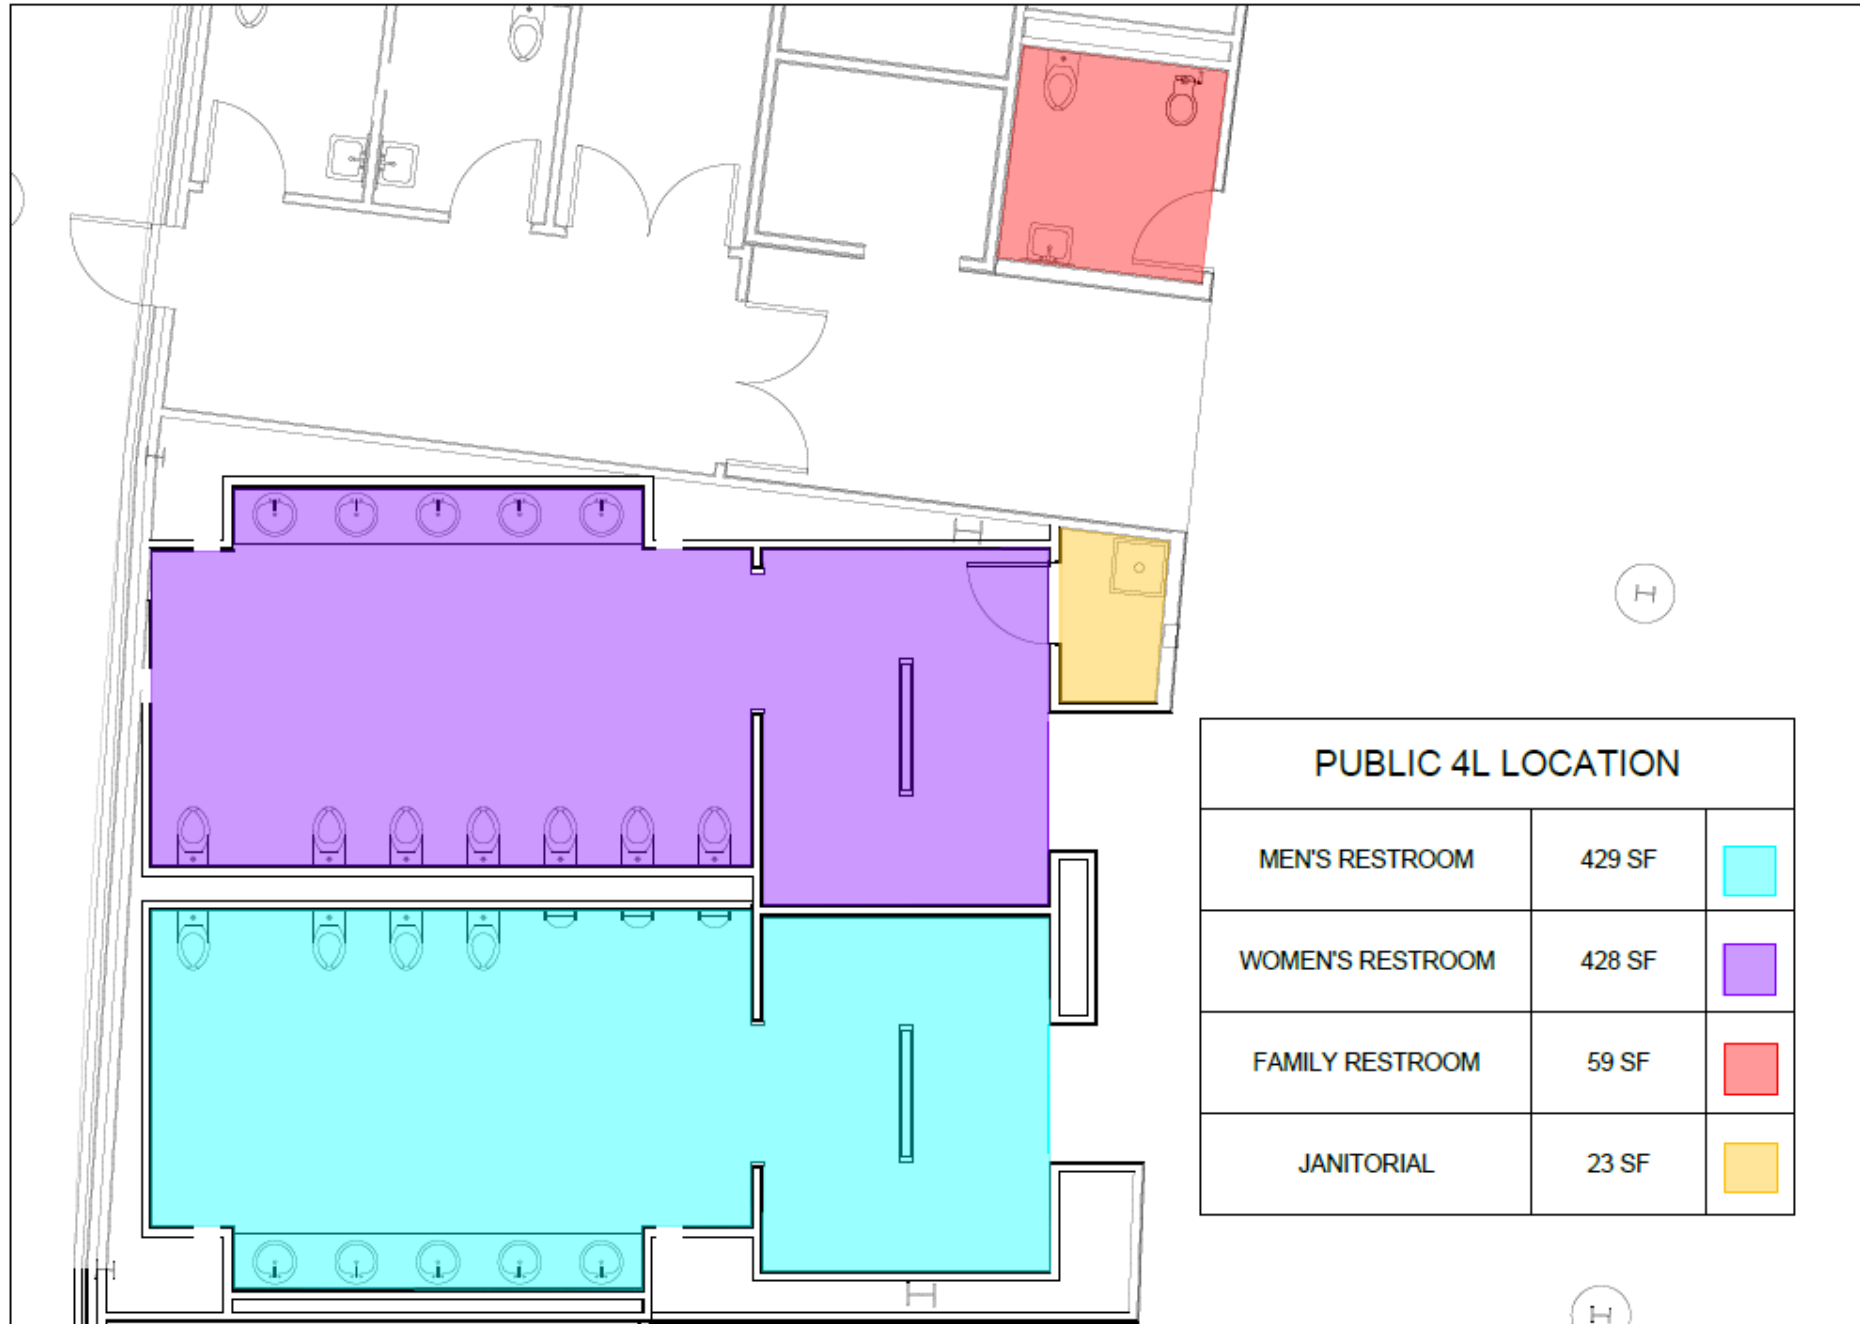 PUBLIC 4L LOCATION
MEN'S RESTROOM 429 SF
WOMEN'S RESTROOM 428 SF
FAMILY RESTROOM 59 SF
JANITORIAL 23 SF